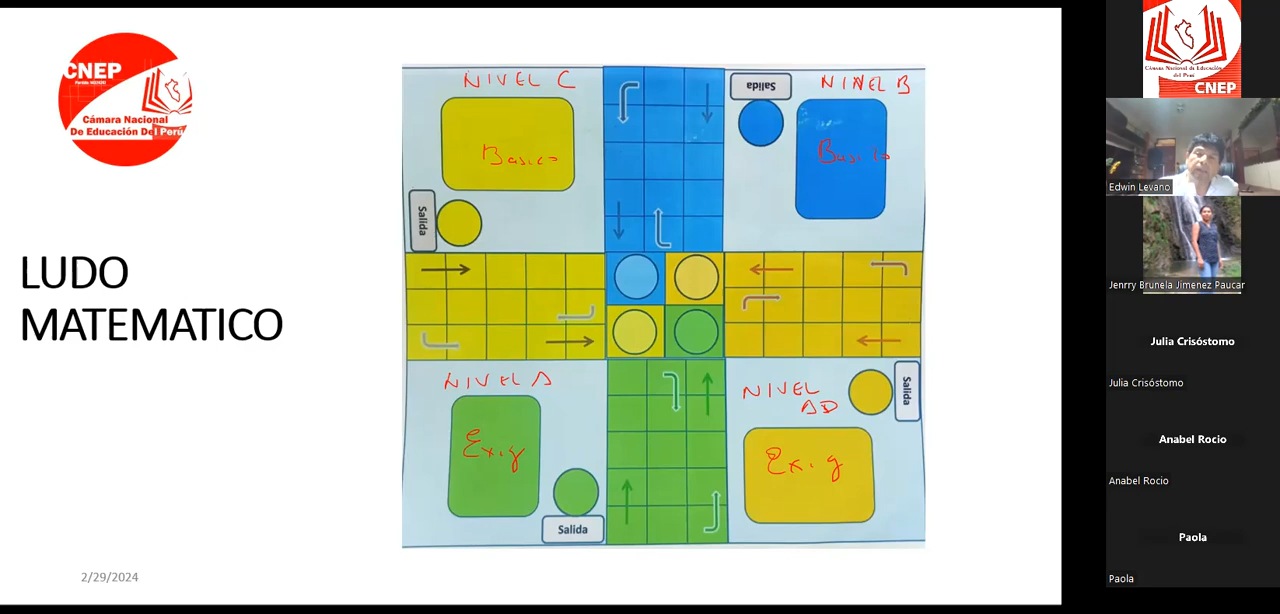 CNEP
Cámara Nacional
De Educación Del Perú
LUDO
MATEMATICO
2/29/2024
NIVEL C
Basico
Salida
Salida
NIVEL B
Basico
NIVEL A
Exig
Salida
NIVEL
AD
Exig
Salida
Cámara Nacional de Educación
del Perú
CNEP
Edwin Levano
Jenrry Brunela Jimenez Paucar
Julia Crisóstomo
Julia Crisóstomo
Anabel Rocio
Anabel Rocio
Paola
Paola